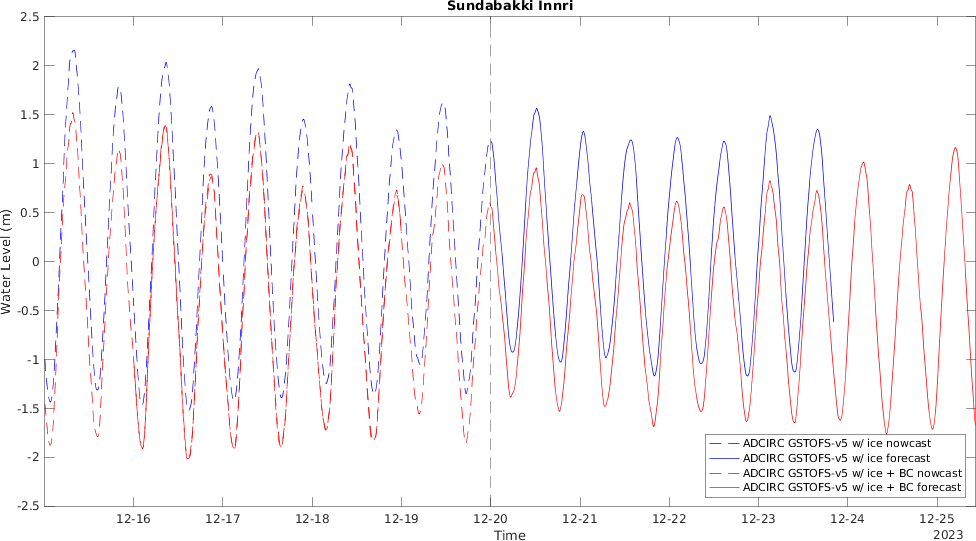 Sundabakki Innri
2.5
2
1.5
1
0.5
0
-0.5
-1
-1.5
-2
-2.5
Water Level (m)
ADCIRC GSTOFS-v5 w/ ice nowcast
ADCIRC GSTOFS-v5 w/ ice forecast
ADCIRC GSTOFS-v5 w/ ice + BC nowcast
ADCIRC GSTOFS-v5 w/ ice + BC forecast
12-16 12-17 12-18 12-19 12-20 12-21 12-22 12-23 12-24 12-25
Time
2023